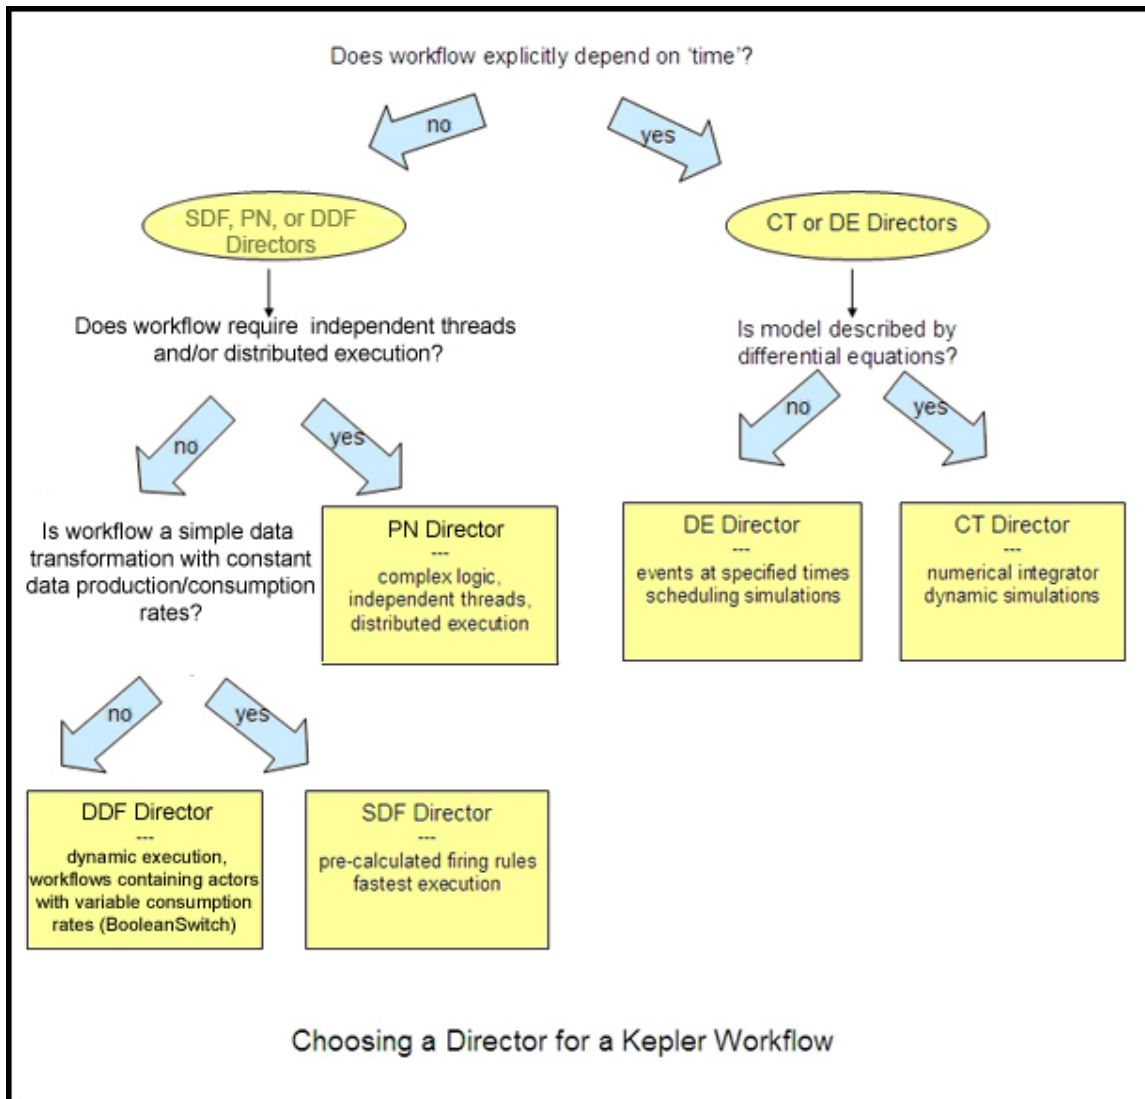 Does workflow explicitly depend on ‘time’?
no
yes
SDF, PN, or DDF
Directors
CT or DE Directors
Does workflow require  independent threads
and/or distributed execution?
Is model described by
differential equations?
no
yes
no
yes
Is workflow a simple data
transformation with constant
data production/consumption
rates?
PN Director
---
complex logic,
independent threads,
distributed execution
DE Director
---
events at specified times
scheduling simulations
CT Director
---
numerical integrator
dynamic simulations
no
yes
DDF Director
---
dynamic execution,
workflows containing actors
with variable consumption
rates (BooleanSwitch)
SDF Director
---
pre-calculated firing rules
fastest execution
Choosing a Director for a Kepler Workflow